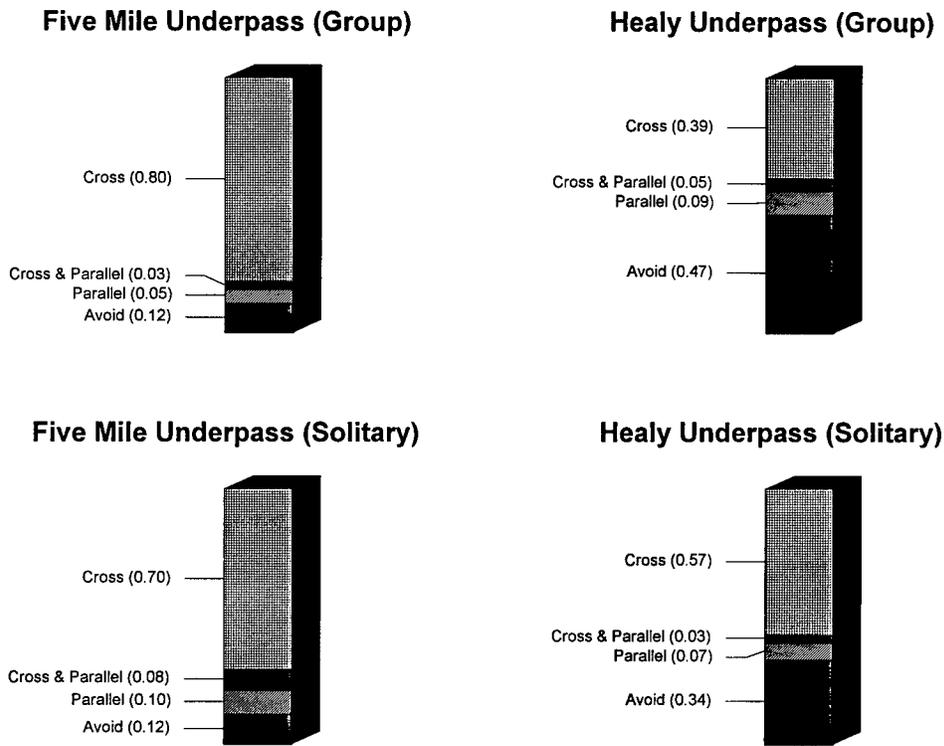 Five Mile Underpass (Group)
Cross (0.80)
Cross & Parallel (0.03)
Parallel (0.05)
Avoid (0.12)
Healy Underpass (Group)
Cross (0.39)
Cross & Parallel (0.05)
Parallel (0.09)
Avoid (0.47)
Five Mile Underpass (Solitary)
Cross (0.70)
Cross & Parallel (0.08)
Parallel (0.10)
Avoid (0.12)
Healy Underpass (Solitary)
Cross (0.57)
Cross & Parallel (0.03)
Parallel (0.07)
Avoid (0.34)